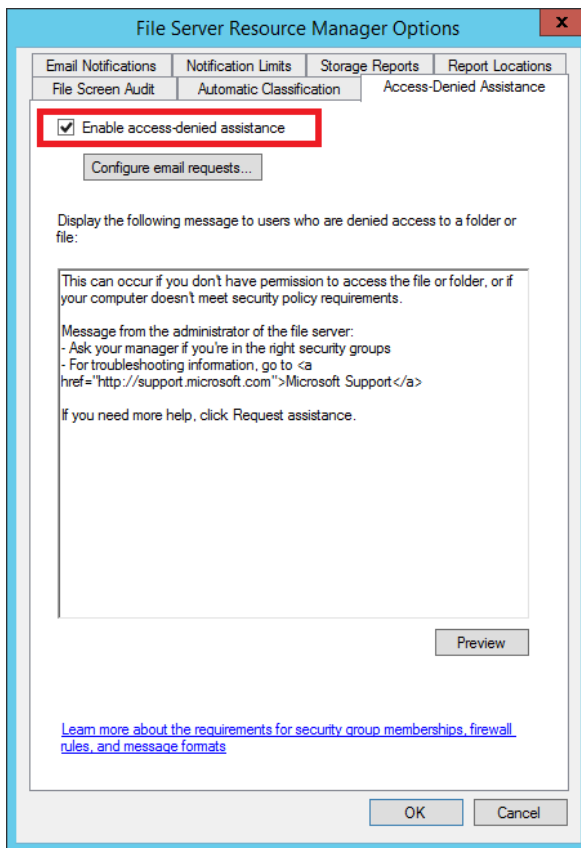 File Server Resource Manager Options
x
Email Notifications Notification Limits Storage Reports Report Locations
File Screen Audit Automatic Classification Access-Denied Assistance
Enable access-denied assistance
Configure email requests...
Display the following message to users who are denied access to a folder or
file:
This can occur if you don't have permission to access the file or folder, or if
your computer doesn't meet security policy requirements.
Message from the administrator of the file server:
- Ask your manager if you're in the right security groups
- For troubleshooting information, go to <a
href="http://support.microsoft.com">Microsoft Support</a>
If you need more help, click Request assistance.
Preview
Learn more about the requirements for security group memberships, firewall
rules, and message formats
OK Cancel